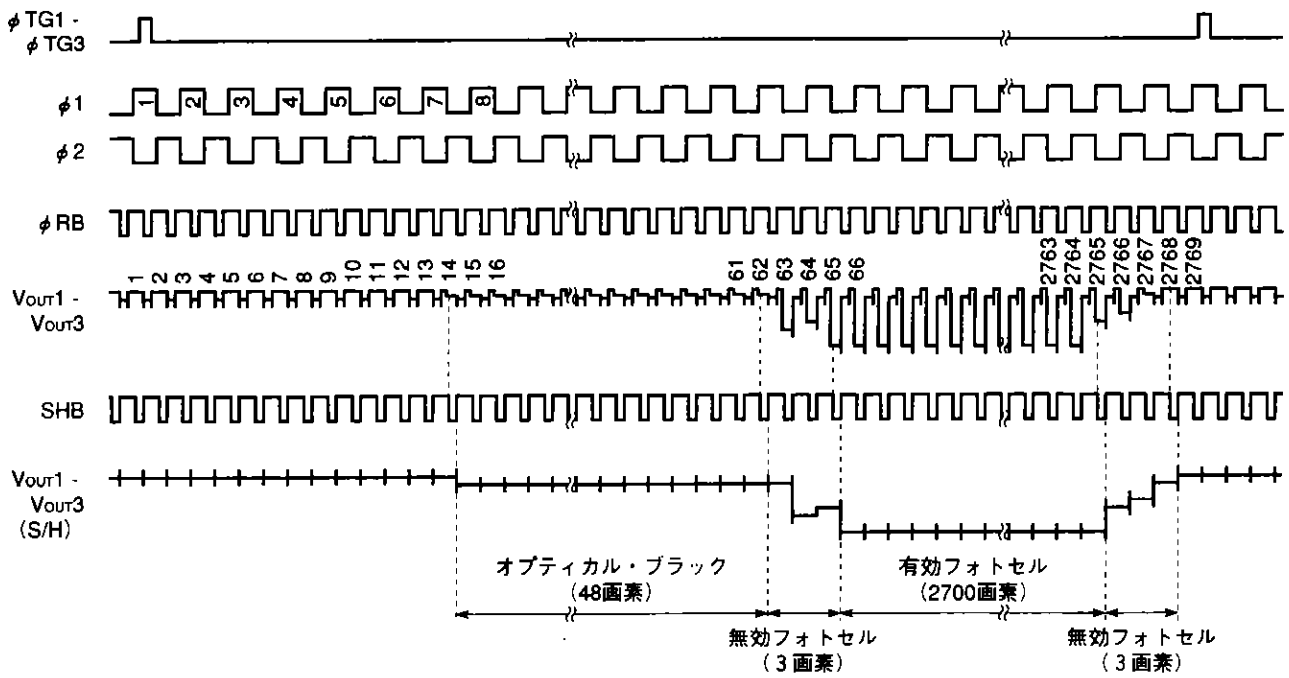 φTG1 -
φTG3
φ1
1 2 3 4 5 6 7 8
φ2
φRB
1 2 3 4 5 6 7 8 9 10 11 12 13 14 15 16 61 62 63 64 65 66 2763 2764 2765 2766 2767 2768 2769
VOUT1 -
VOUT3
SHB
VOUT1 -
VOUT3
(S/H)
オプティカル・ブラック
(48画素)
有効フォトセル
(2700画素)
無効フォトセル
(3画素)
無効フォトセル
(3画素)